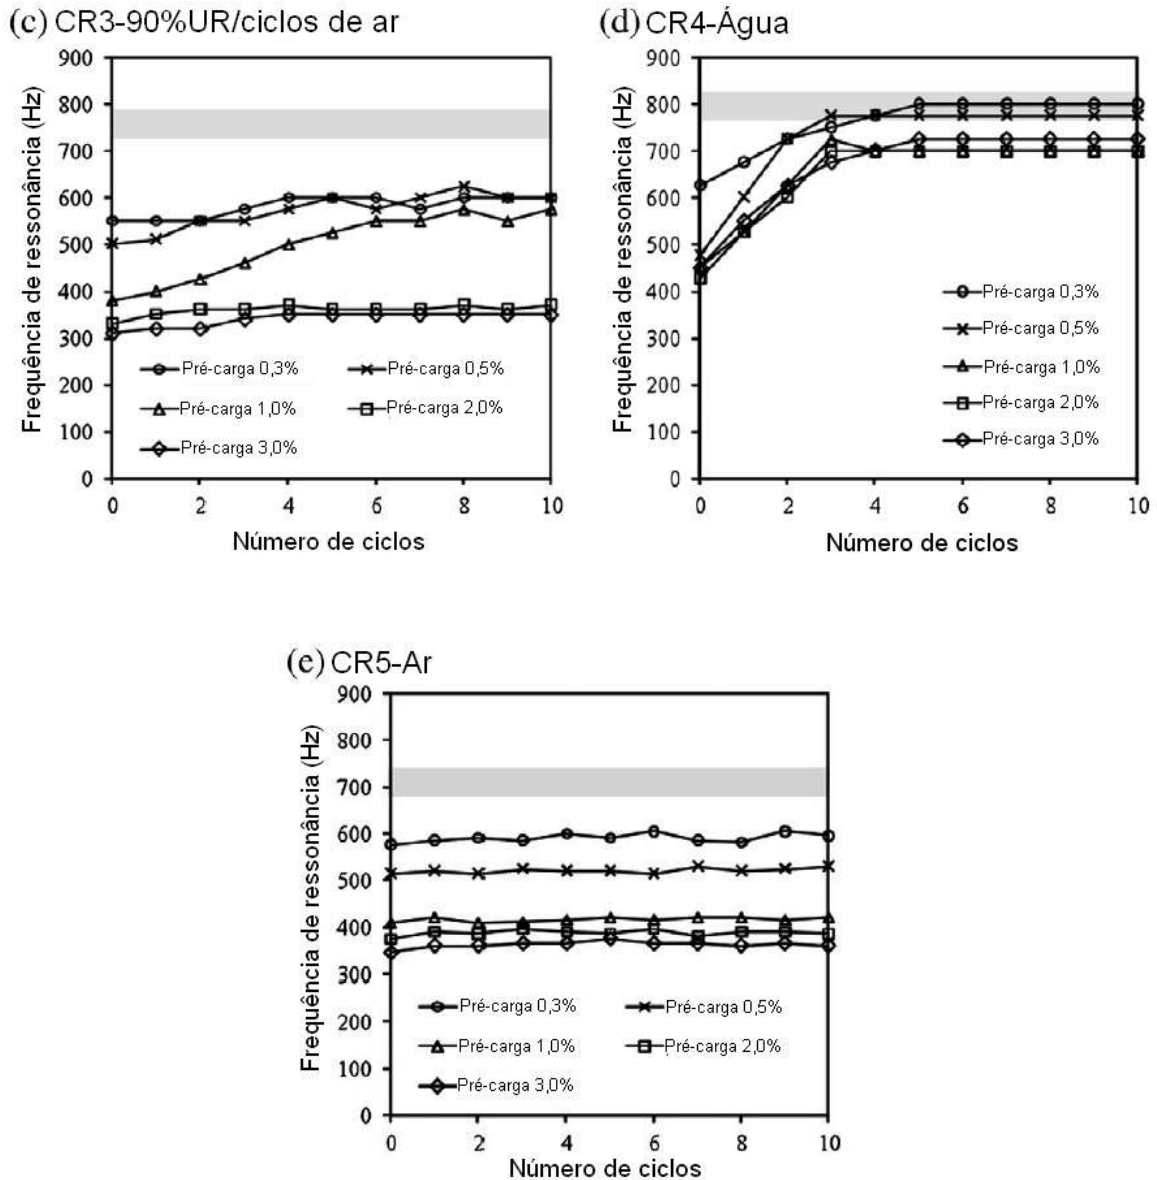 (c) CR3-90%UR/ciclos de ar
Frequência de ressonância (Hz)
900
800
700
600
500
400
300
200
100
0
Pré-carga 0,3%
Pré-carga 0,5%
Pré-carga 1,0%
Pré-carga 2,0%
Pré-carga 3,0%
0 2 4 6 8 10
Número de ciclos
(d) CR4-Água
Frequência de ressonância (Hz)
900
800
700
600
500
400
300
200
100
0
Pré-carga 0,3%
Pré-carga 0,5%
Pré-carga 1,0%
Pré-carga 2,0%
Pré-carga 3,0%
0 2 4 6 8 10
Número de ciclos
(e) CR5-Ar
Frequência de ressonância (Hz)
900
800
700
600
500
400
300
200
100
0
Pré-carga 0,3%
Pré-carga 0,5%
Pré-carga 1,0%
Pré-carga 2,0%
Pré-carga 3,0%
0 2 4 6 8 10
Número de ciclos